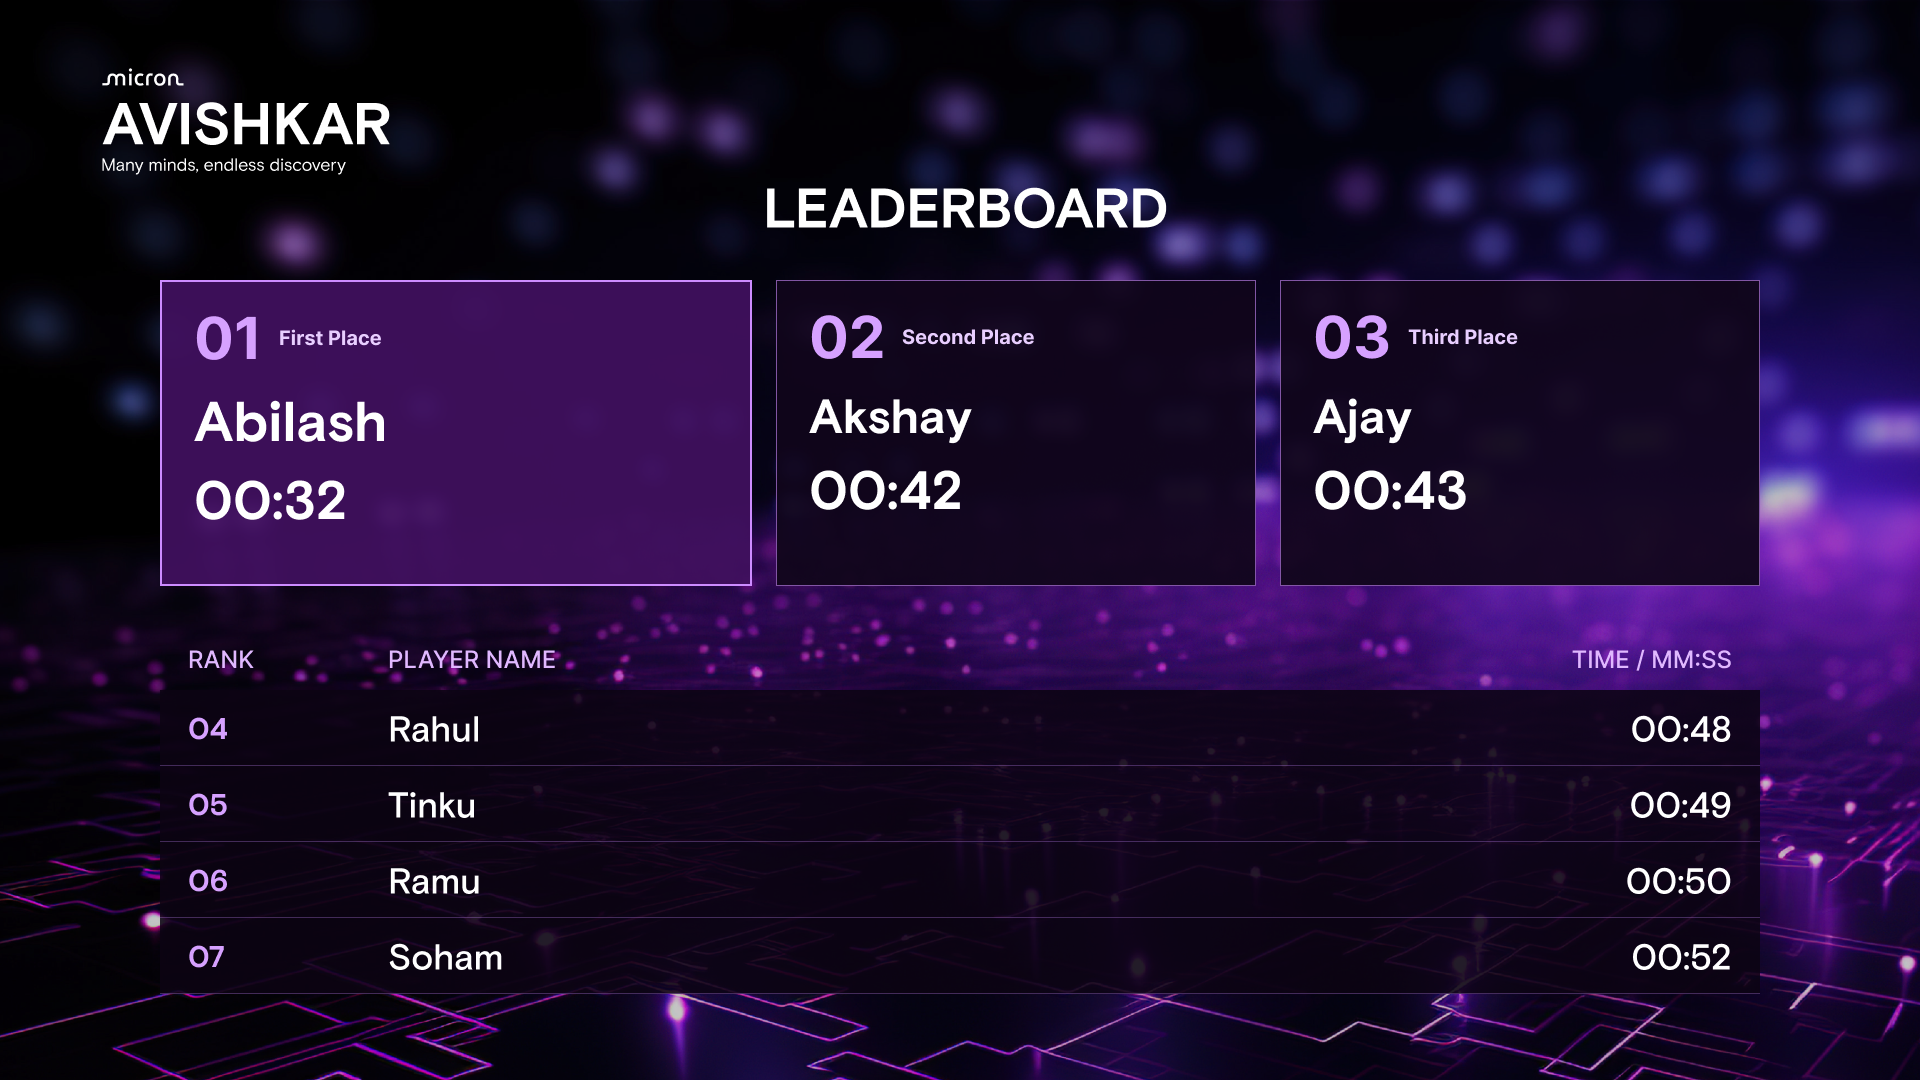 micron
AVISHKAR
Many minds, endless discovery
LEADERBOARD
01 First Place
Abilash
00:32
02 Second Place
Akshay
00:42
03 Third Place
Ajay
00:43
RANK PLAYER NAME TIME / MM:SS
04 Rahul 00:48
05 Tinku 00:49
06 Ramu 00:50
07 Soham 00:52